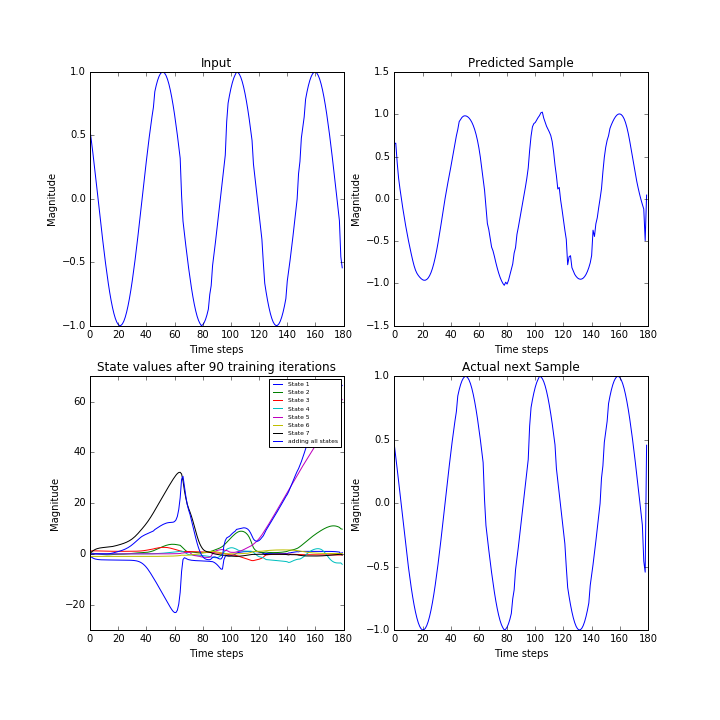 Input
Magnitude
1.0
0.5
0.0
−0.5
−1.0
0 20 40 60 80 100 120 140 160 180
Time steps
Predicted Sample
Magnitude
1.5
1.0
0.5
0.0
−0.5
−1.0
−1.5
0 20 40 60 80 100 120 140 160 180
Time steps
State values after 90 training iterations
Magnitude
60
40
20
0
−20
State 1
State 2
State 3
State 4
State 5
State 6
State 7
adding all states
0 20 40 60 80 100 120 140 160 180
Time steps
Actual next Sample
Magnitude
1.0
0.5
0.0
−0.5
−1.0
0 20 40 60 80 100 120 140 160 180
Time steps